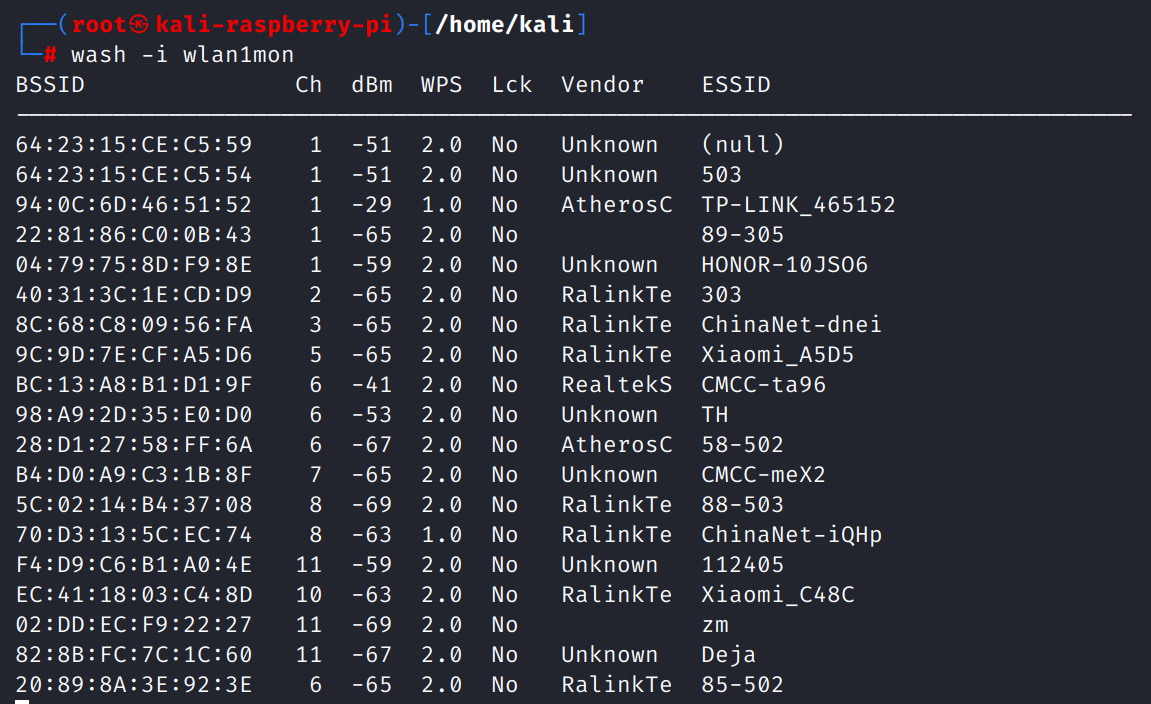 (root㉿kali-raspberry-pi)-[/home/kali]
# wash -i wlan1mon
BSSID Ch dBm WPS Lck Vendor ESSID
64:23:15:CE:C5:59 1 -51 2.0 No Unknown (null)
64:23:15:CE:C5:54 1 -51 2.0 No Unknown 503
94:0C:6D:46:51:52 1 -29 1.0 No AtherosC TP-LINK_465152
22:81:86:C0:0B:43 1 -65 2.0 No 89-305
04:79:75:8D:F9:8E 1 -59 2.0 No Unknown HONOR-10JSO6
40:31:3C:1E:CD:D9 2 -65 2.0 No RalinkTe 303
8C:68:C8:09:56:FA 3 -65 2.0 No RalinkTe ChinaNet-dnei
9C:9D:7E:CF:A5:D6 5 -65 2.0 No RalinkTe Xiaomi_A5D5
BC:13:A8:B1:D1:9F 6 -41 2.0 No RealtekS CMCC-ta96
98:A9:2D:35:E0:D0 6 -53 2.0 No Unknown TH
28:D1:27:58:FF:6A 6 -67 2.0 No AtherosC 58-502
B4:D0:A9:C3:1B:8F 7 -65 2.0 No Unknown CMCC-meX2
5C:02:14:B4:37:08 8 -69 2.0 No RalinkTe 88-503
70:D3:13:5C:EC:74 8 -63 1.0 No RalinkTe ChinaNet-iQHp
F4:D9:C6:B1:A0:4E 11 -59 2.0 No Unknown 112405
EC:41:18:03:C4:8D 10 -63 2.0 No RalinkTe Xiaomi_C48C
02:DD:EC:F9:22:27 11 -69 2.0 No zm
82:8B:FC:7C:1C:60 11 -67 2.0 No Unknown Deja
20:89:8A:3E:92:3E 6 -65 2.0 No RalinkTe 85-502